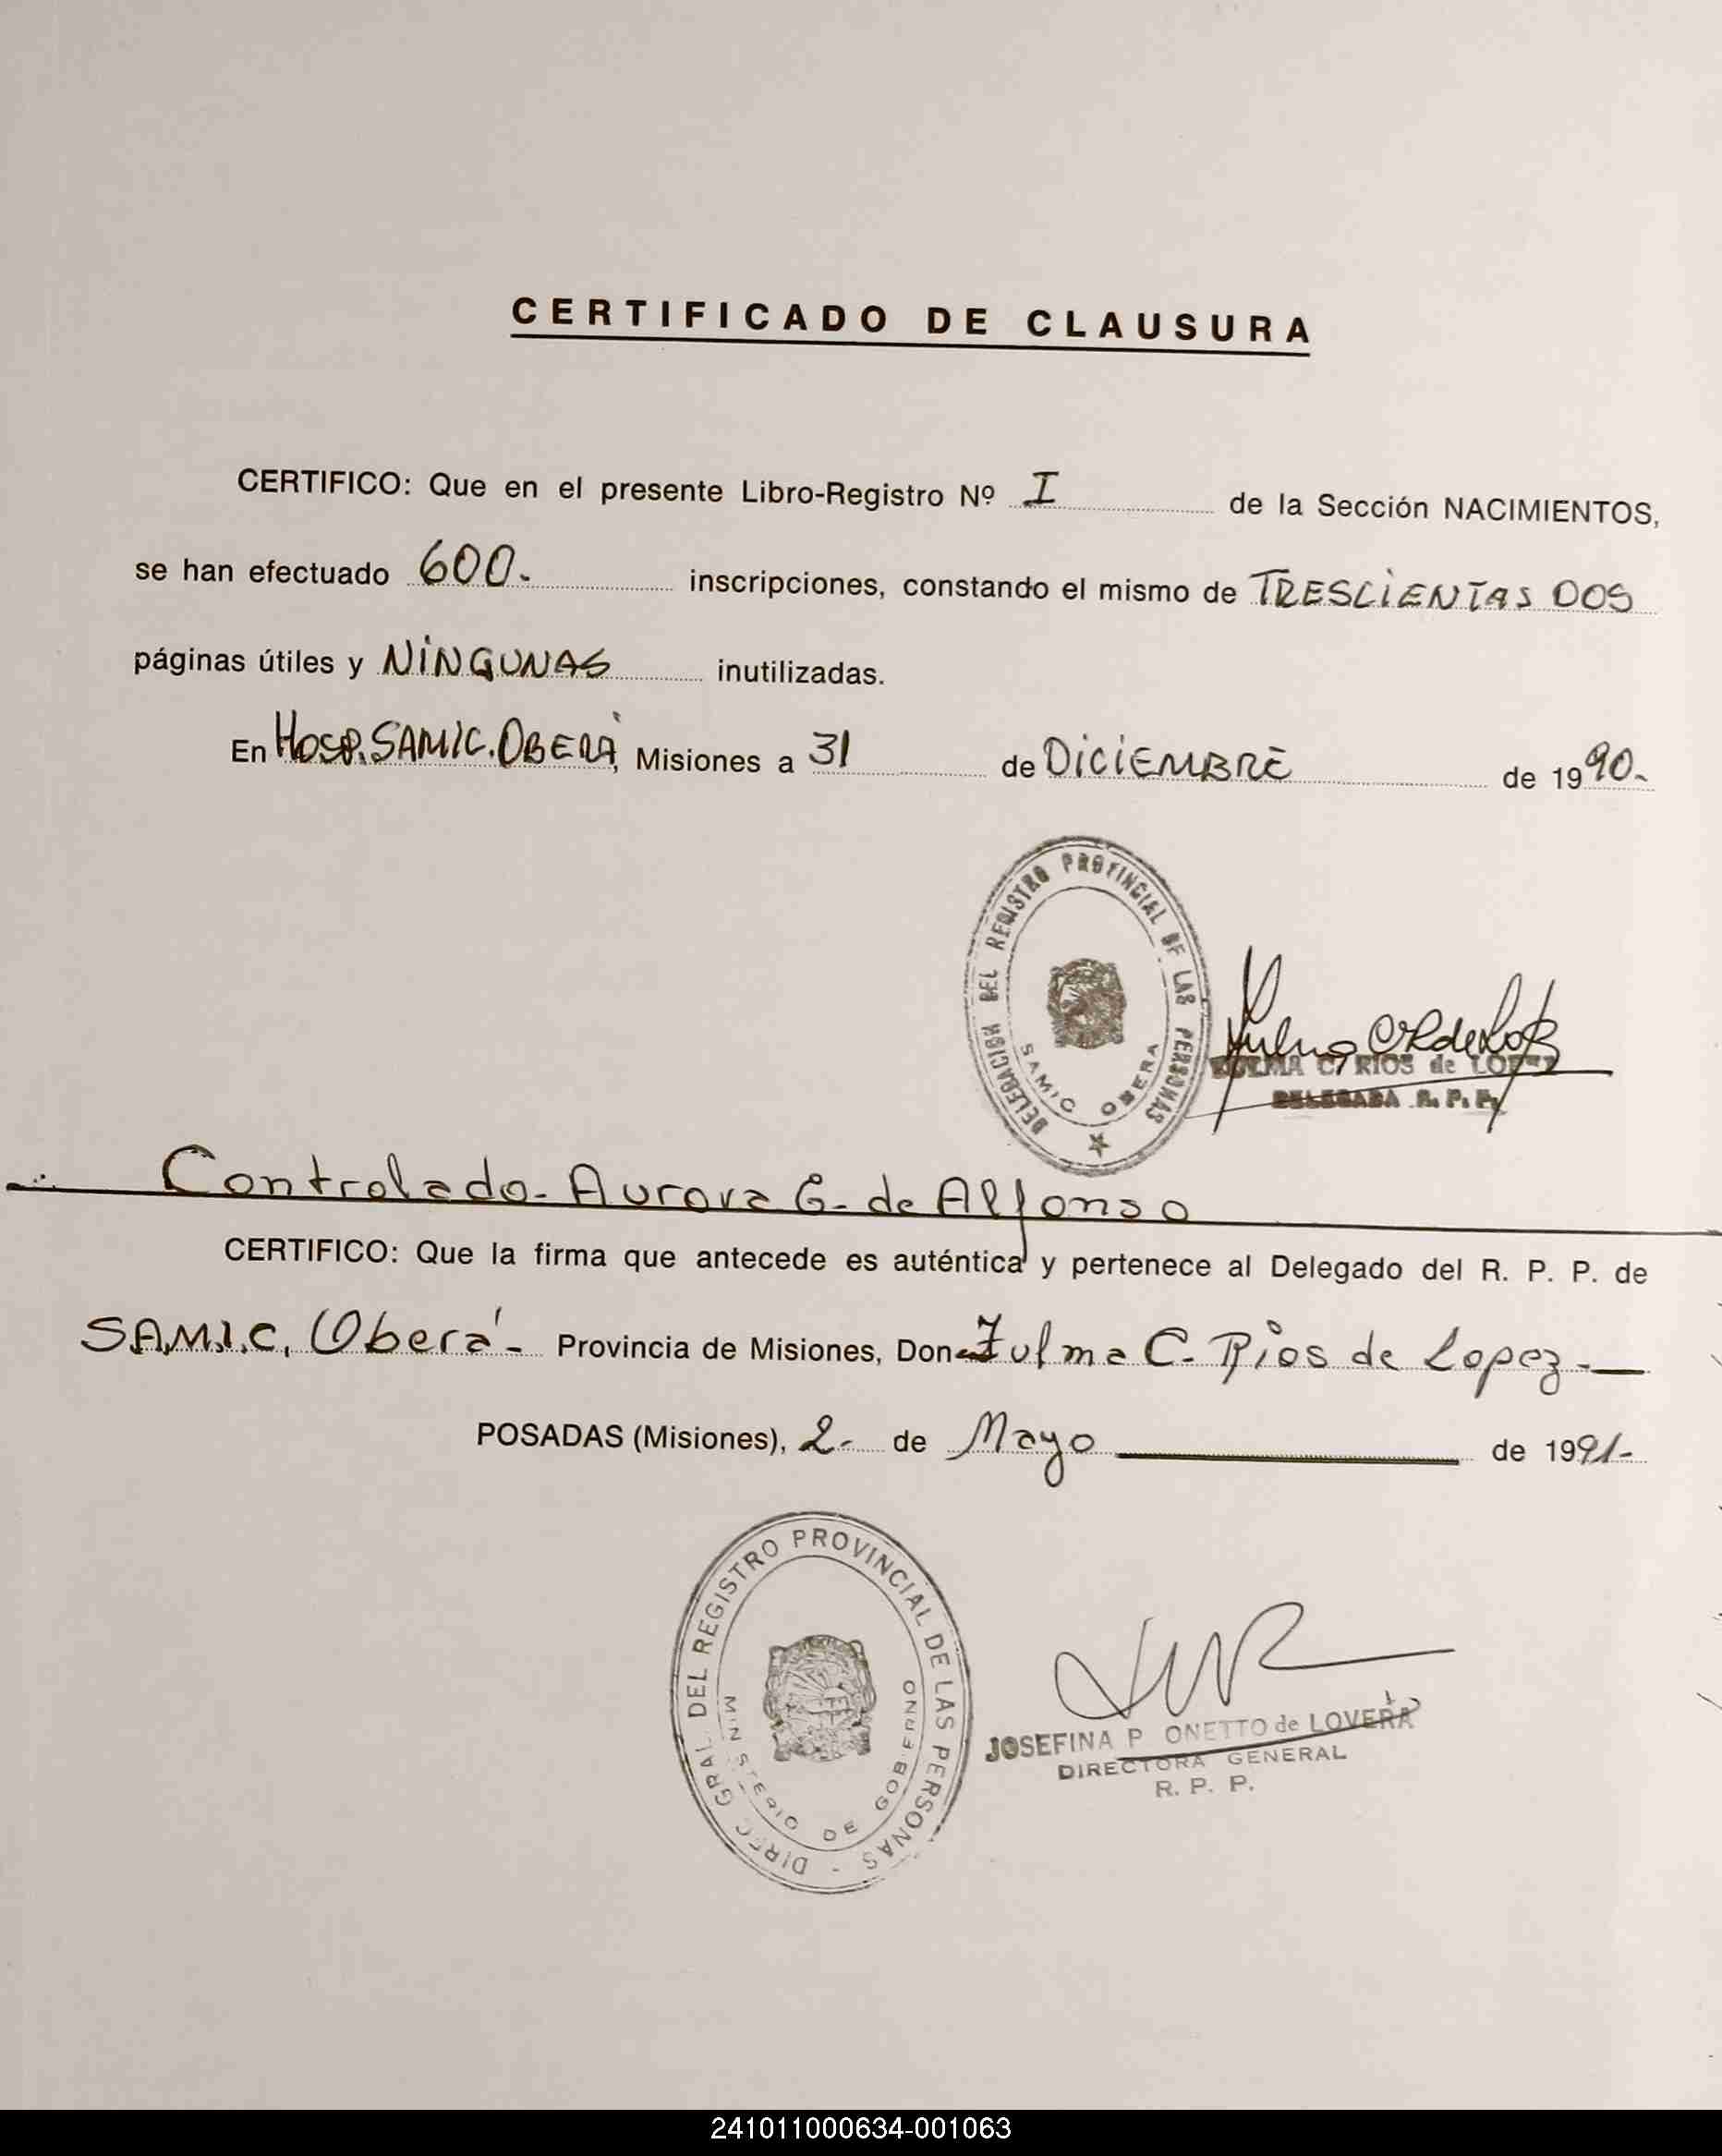 CERTIFICADO DE CLAUSURA
CERTIFICO: Que en el presente Libro-Registro Nº I de la Sección NACIMIENTOS,
se han efectuado 600.- inscripciones, constando el mismo de TRESCIENTAS DOS
páginas útiles y NINGUNAS inutilizadas.
En HOSP. SAMIC. OBERÁ, Misiones a 31 de DICIEMBRE de 1990.-
DELEGACION DEL REGISTRO PROVINCIAL DE LAS PERSONAS
SAMIC OBERA
ZULMA C. RIOS de LOPEZ
DELEGADA R. P. P.
Controlado- Aurora G. de Alfonso
CERTIFICO: Que la firma que antecede es auténtica y pertenece al Delegado del R. P. P. de
S.A.M.I.C. Oberá- Provincia de Misiones, Don Zulma C. Rios de Lopez.-
POSADAS (Misiones), 2- de Mayo de 1991-
DIREC GRAL. DEL REGISTRO PROVINCIAL DE LAS PERSONAS -
MINISTERIO DE GOBIERNO
JOSEFINA P ONETTO de LOVERA
DIRECTORA GENERAL
R. P. P.
241011000634-001063